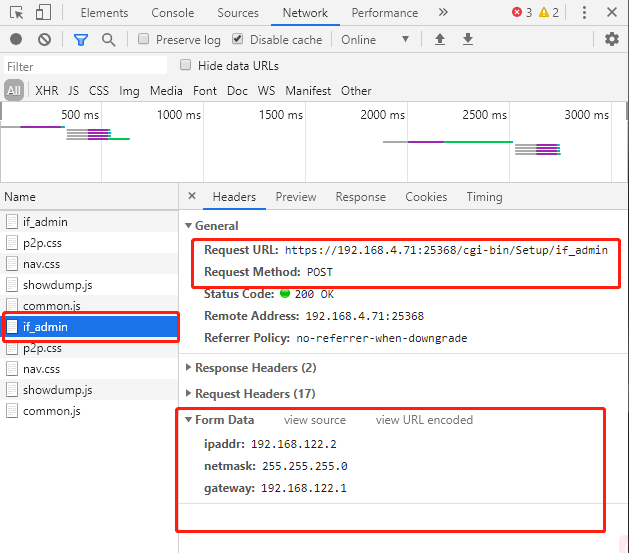 Elements Console Sources Network Performance » 3 2
Preserve log Disable cache Online
Filter Hide data URLs
All XHR JS CSS Img Media Font Doc WS Manifest Other
500 ms 1000 ms 1500 ms 2000 ms 2500 ms 3000 ms
Name × Headers Preview Response Cookies Timing
if_admin
p2p.css
nav.css
showdump.js
common.js
if_admin
p2p.css
nav.css
showdump.js
common.js
General
Request URL: https://192.168.4.71:25368/cgi-bin/Setup/if_admin
Request Method: POST
Status Code: 200 OK
Remote Address: 192.168.4.71:25368
Referrer Policy: no-referrer-when-downgrade
Response Headers (2)
Request Headers (17)
Form Data view source view URL encoded
ipaddr: 192.168.122.2
netmask: 255.255.255.0
gateway: 192.168.122.1